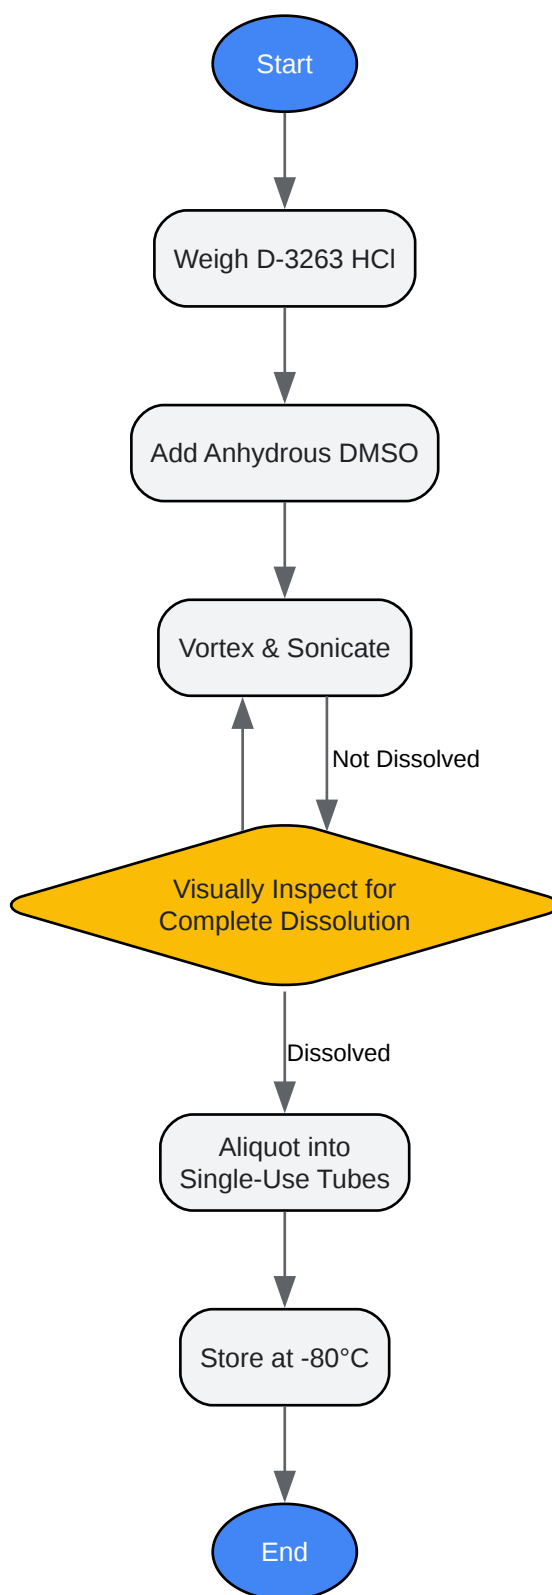 Start
Weigh D-3263 HCl
Add Anhydrous DMSO
Vortex & Sonicate
Not Dissolved
Visually Inspect for
Complete Dissolution
Dissolved
Aliquot into
Single-Use Tubes
Store at -80°C
End